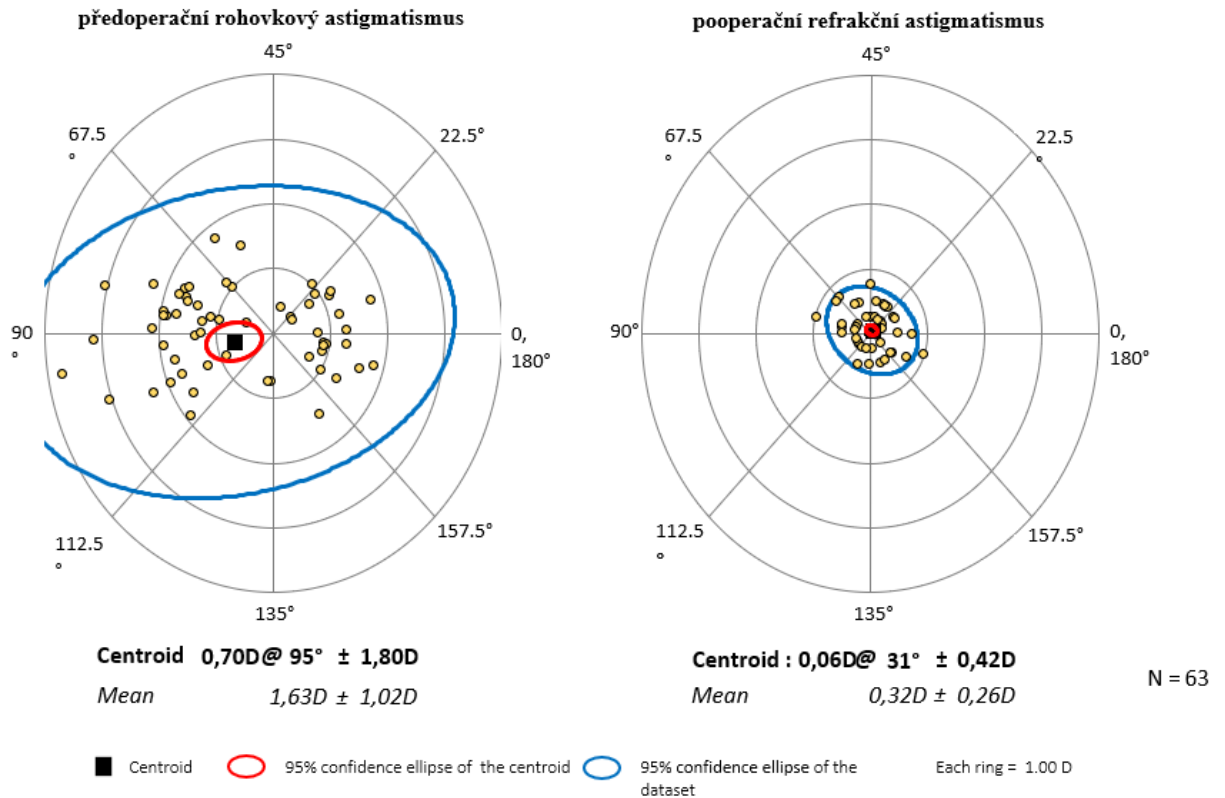 předoperační rohovkový astigmatismus
45°
67.5
°
22.5°
90
°
0,
180°
112.5
°
157.5°
135°
Centroid 0,70D@ 95° ± 1,80D
Mean 1,63D ± 1,02D
pooperační refrakční astigmatismus
45°
67.5
°
22.5
°
90°
0,
180°
112.5
°
157.5°
135°
Centroid : 0,06D@ 31° ± 0,42D
Mean 0,32D ± 0,26D
N = 63
Centroid
95% confidence ellipse of the centroid
95% confidence ellipse of the
dataset
Each ring = 1.00 D